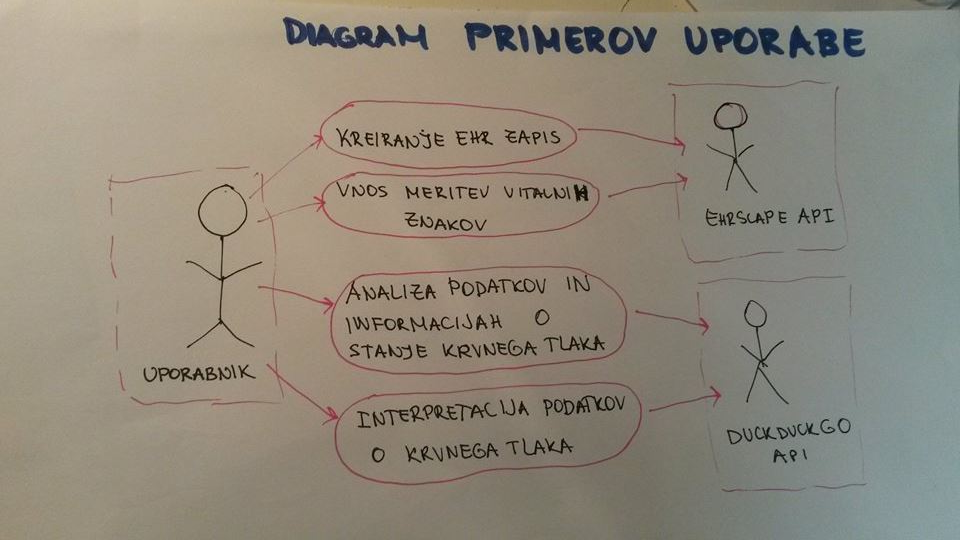 DIAGRAM PRIMEROV UPORABE
KREIRANJE EHR ZAPIS
VNOS MERITEV VITALNIH
ZNAKOV
EHRSCAPE API
ANALIZA PODATKOV IN
INFORMACIJAH O
STANJE KRVNEGA TLAKA
UPORABNIK
INTERPRETACIJA PODATKOV
O KRVNEGA TLAKA
DUCKDUCKGO
API